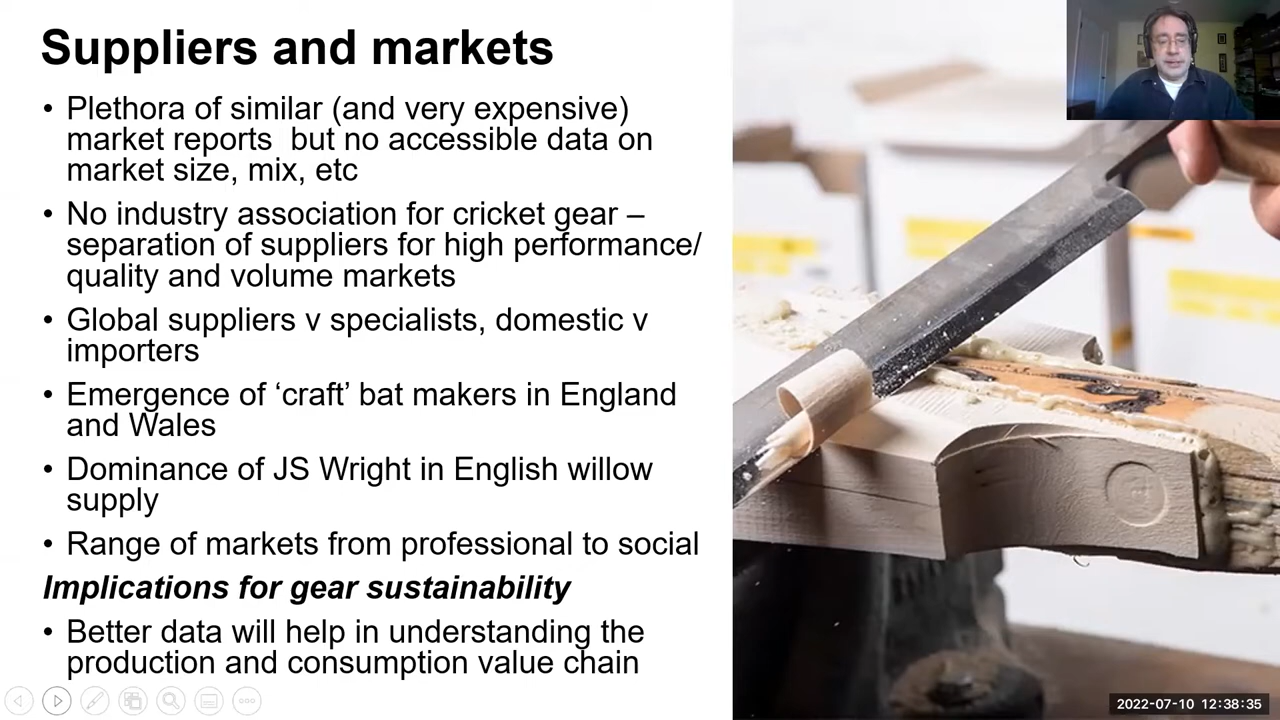 Suppliers and markets
• Plethora of similar (and very expensive)
market reports  but no accessible data on
market size, mix, etc
• No industry association for cricket gear –
separation of suppliers for high performance/
quality and volume markets
• Global suppliers v specialists, domestic v
importers
• Emergence of ‘craft’ bat makers in England
and Wales
• Dominance of JS Wright in English willow
supply
• Range of markets from professional to social
Implications for gear sustainability
• Better data will help in understanding the
production and consumption value chain
2022-07-10 12:38:35